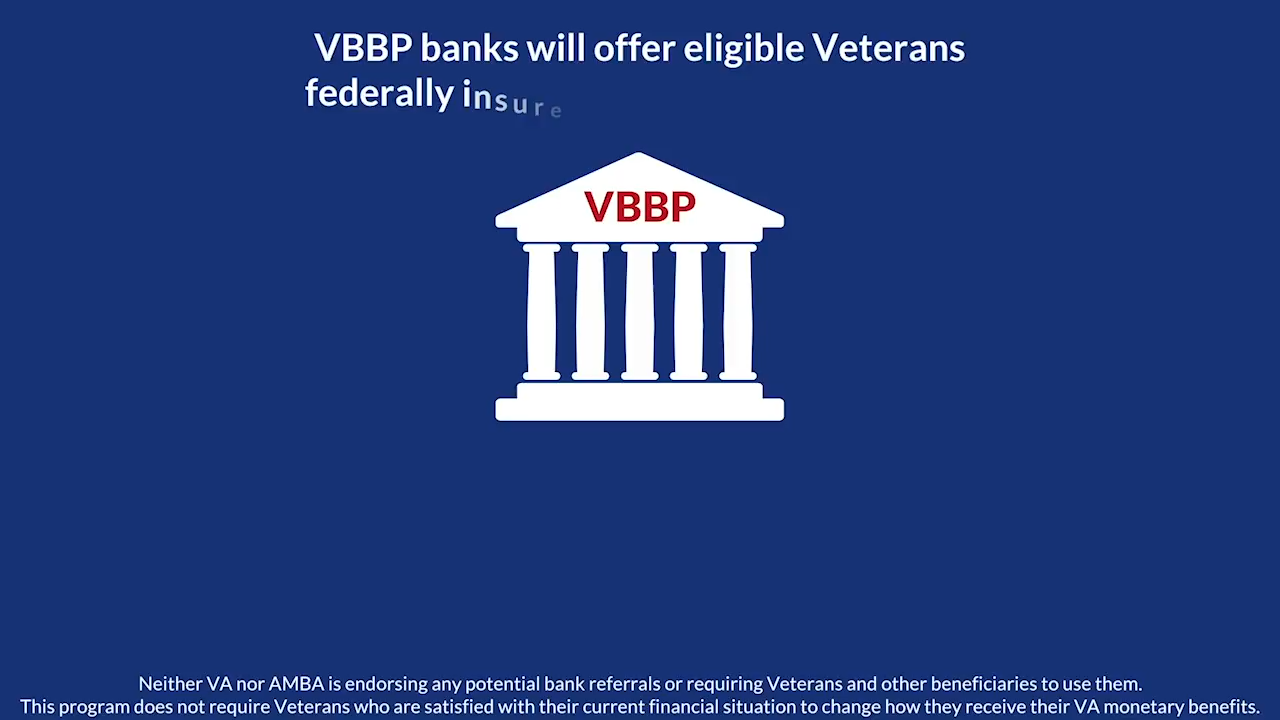 VBBP banks will offer eligible Veterans
federally insure
VBBP
Neither VA nor AMBA is endorsing any potential bank referrals or requiring Veterans and other beneficiaries to use them.
This program does not require Veterans who are satisfied with their current financial situation to change how they receive their VA monetary benefits.